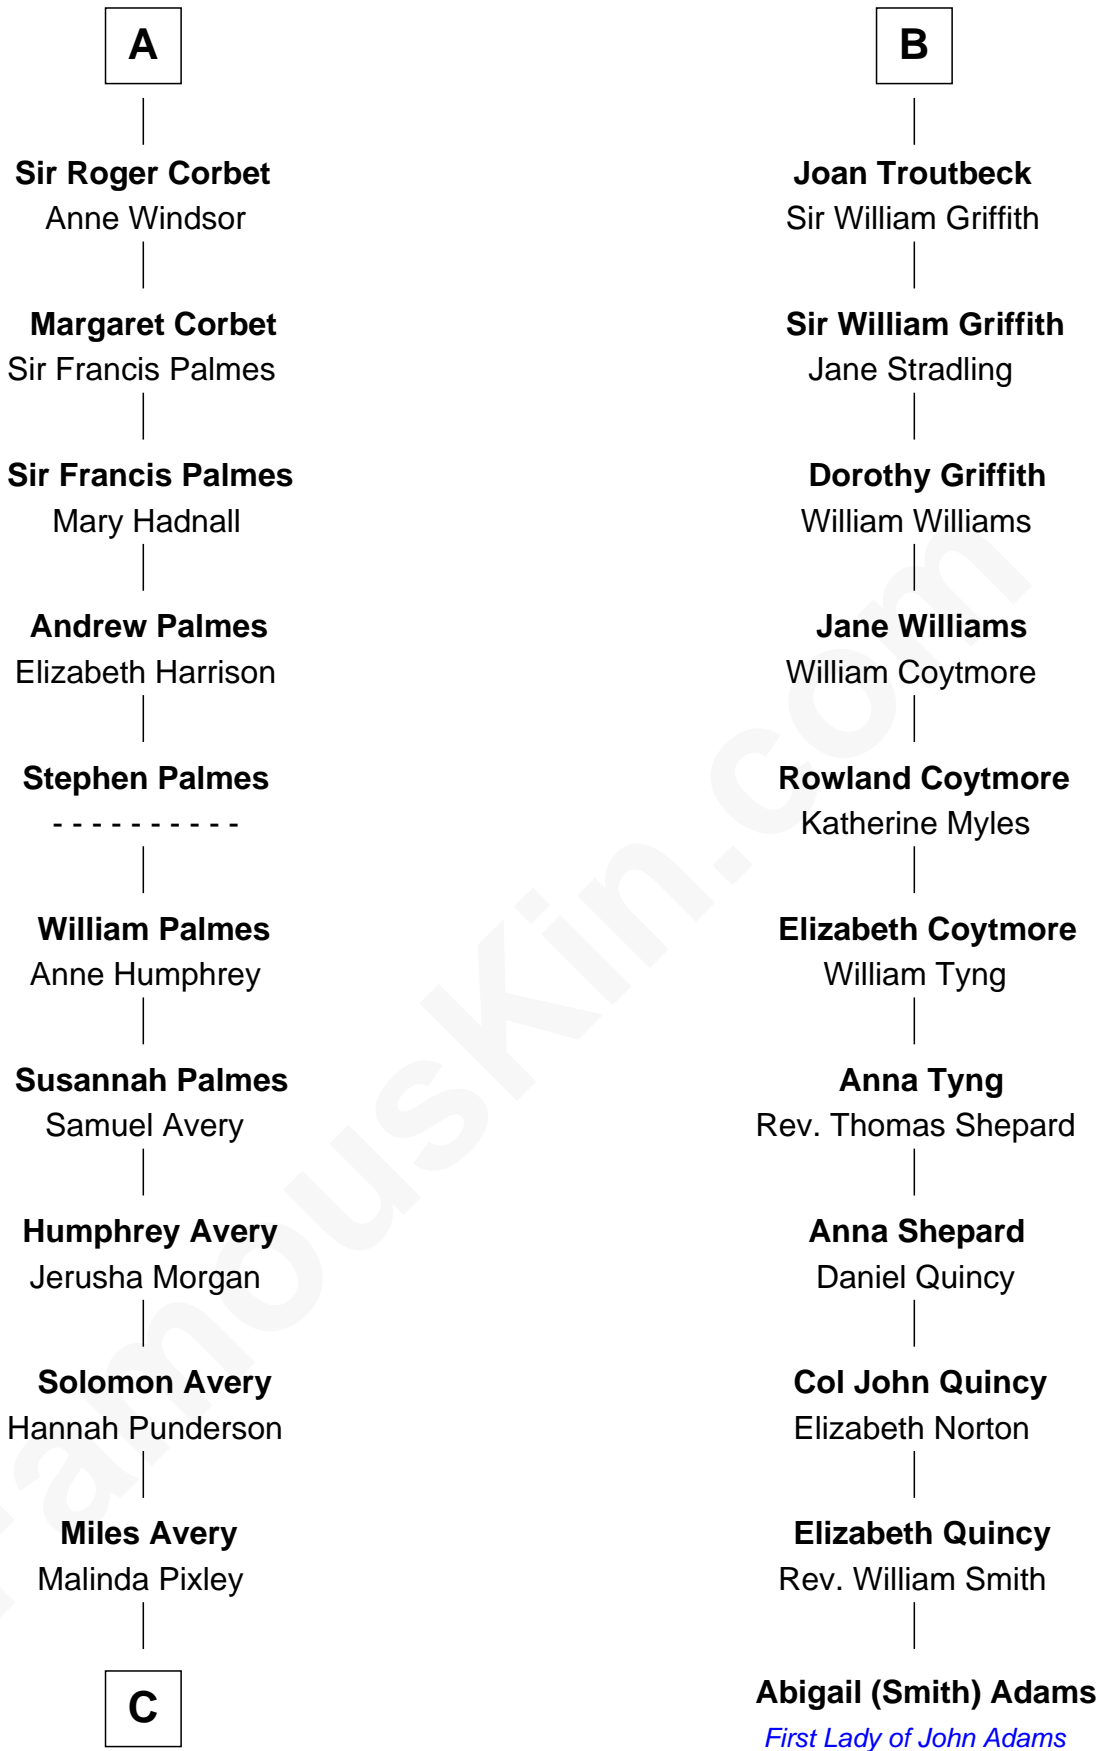 A
Sir Roger Corbet
Anne Windsor
Margaret Corbet
Sir Francis Palmes
Sir Francis Palmes
Mary Hadnall
Andrew Palmes
Elizabeth Harrison
Stephen Palmes
- - - - - - - - - -
William Palmes
Anne Humphrey
Susannah Palmes
Samuel Avery
Humphrey Avery
Jerusha Morgan
Solomon Avery
Hannah Punderson
Miles Avery
Malinda Pixley
C
B
Joan Troutbeck
Sir William Griffith
Sir William Griffith
Jane Stradling
Dorothy Griffith
William Williams
Jane Williams
William Coytmore
Rowland Coytmore
Katherine Myles
Elizabeth Coytmore
William Tyng
Anna Tyng
Rev. Thomas Shepard
Anna Shepard
Daniel Quincy
Col John Quincy
Elizabeth Norton
Elizabeth Quincy
Rev. William Smith
Abigail (Smith) Adams
First Lady of John Adams
FamousKin.com